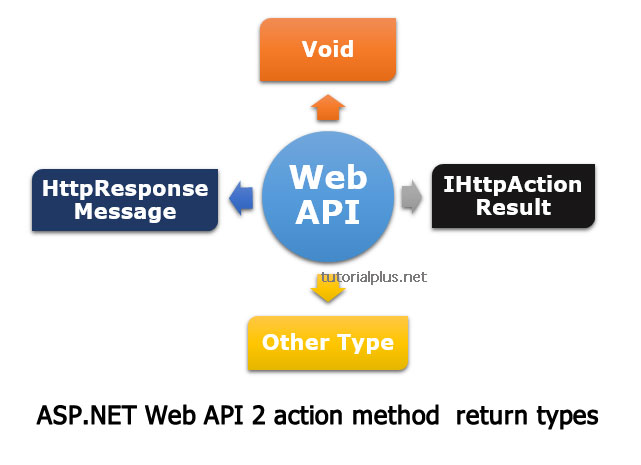 Void
HttpResponse
Message
Web
API
IHttpAction
Result
tutorialplus.net
Other Type
ASP.NET Web API 2 action method  return types